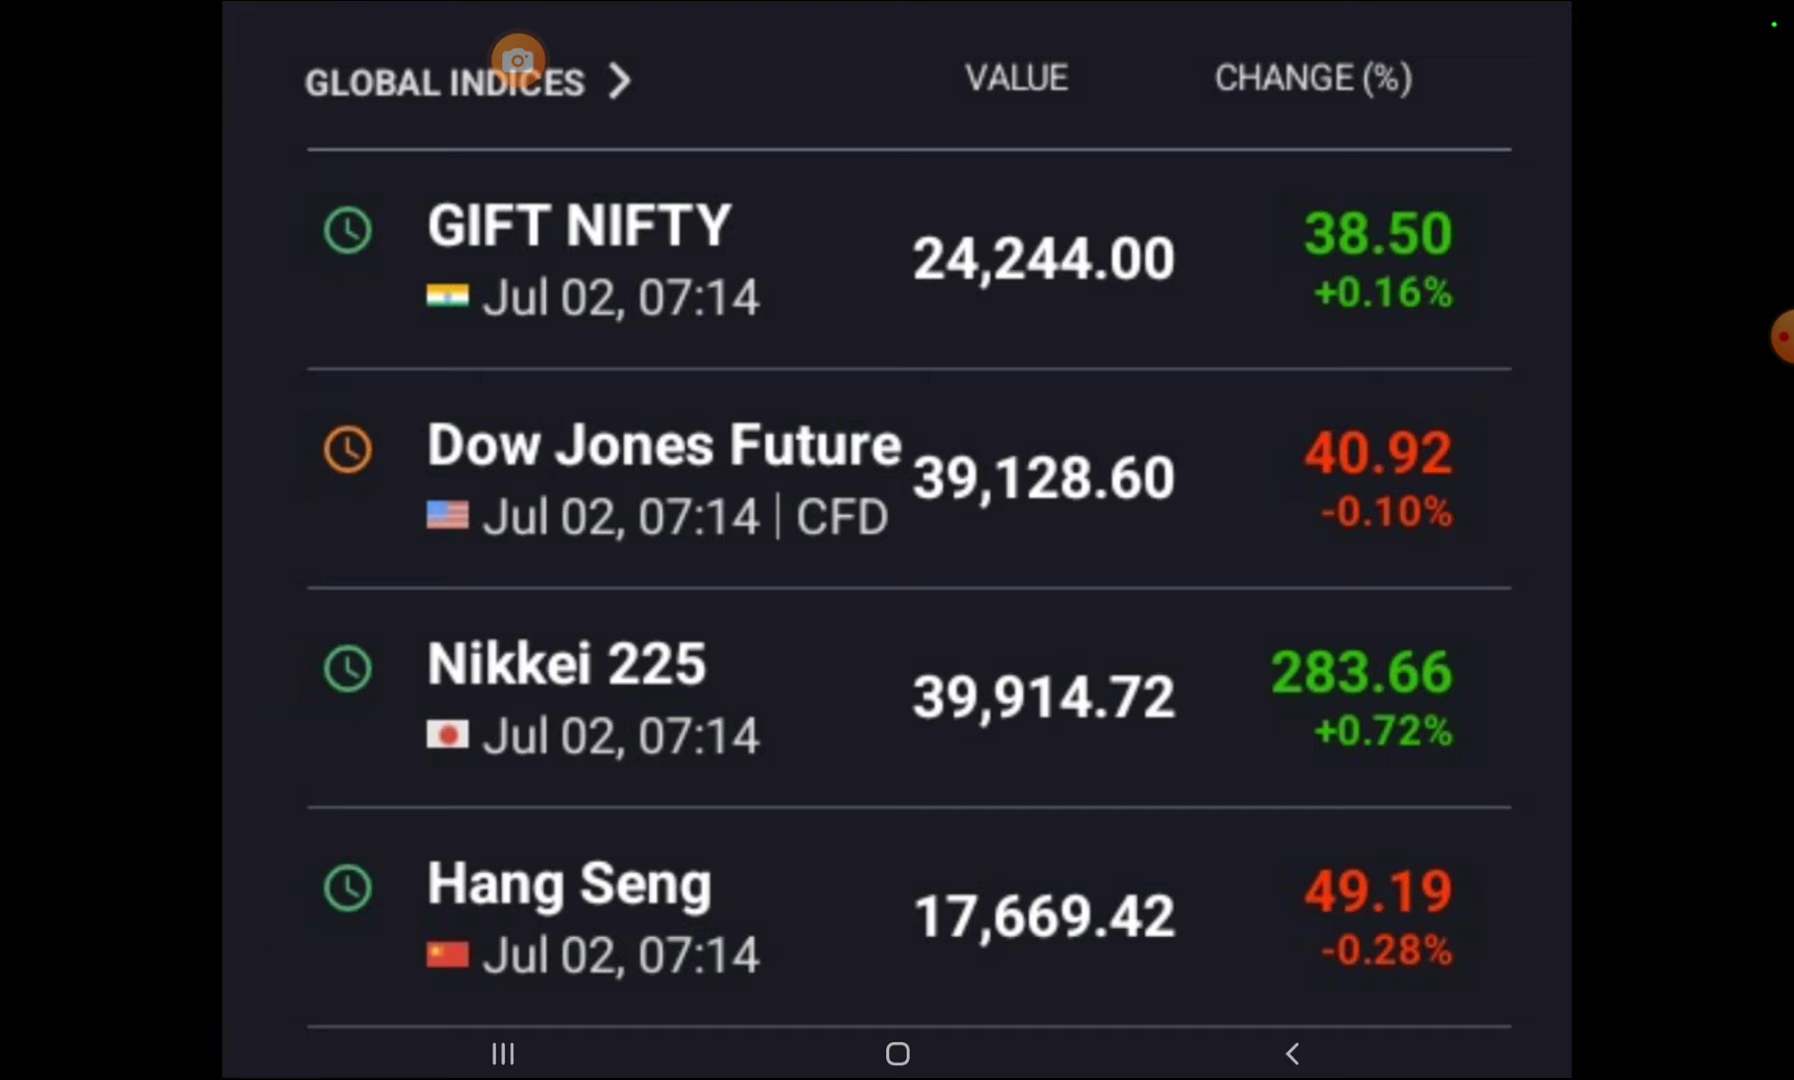 GLOBAL INDICES VALUE CHANGE (%)
GIFT NIFTY 24,244.00 38.50
Jul 02, 07:14 +0.16%
Dow Jones Future 39,128.60 40.92
Jul 02, 07:14 | CFD -0.10%
Nikkei 225 39,914.72 283.66
Jul 02, 07:14 +0.72%
Hang Seng 17,669.42 49.19
Jul 02, 07:14 -0.28%